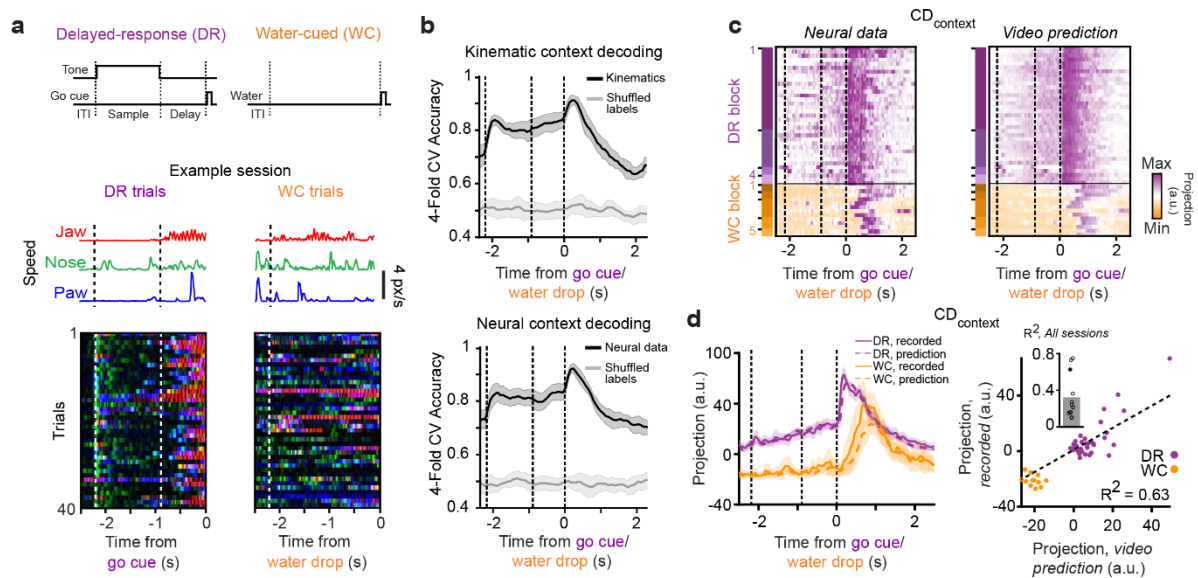 a
Delayed-response (DR)
Water-cued (WC)
Tone
Go cue
ITI
Sample
Delay
Water
ITI
Example session
DR trials
WC trials
Speed
Jaw
Nose
Paw
4 px/s
Trials
1
40
-2
-1
0
Time from
go cue (s)
-2
-1
0
Time from
water drop (s)
b
Kinematic context decoding
4-Fold CV Accuracy
1
0.8
0.6
0.4
Kinematics
Shuffled
labels
-2
0
2
Time from go cue/
water drop (s)
Neural context decoding
4-Fold CV Accuracy
1
0.8
0.6
0.4
Neural data
Shuffled
labels
-2
0
2
Time from go cue/
water drop (s)
c
CDcontext
Neural data
Video prediction
DR block
1
4
WC block
1
5
-2
0
2
Time from go cue/
water drop (s)
-2
0
2
Time from go cue/
water drop (s)
Max
Min
Projection
(a.u.)
d
CDcontext
Projection (a.u.)
100
40
0
-40
DR, recorded
DR, prediction
WC, recorded
WC, prediction
-2
0
2
Time from go cue/
water drop (s)
R2, All sessions
0.8
0.4
0
Projection,
recorded (a.u.)
80
40
0
-40
DR
WC
R2 = 0.63
-20
0
20
40
Projection, video
prediction (a.u.)